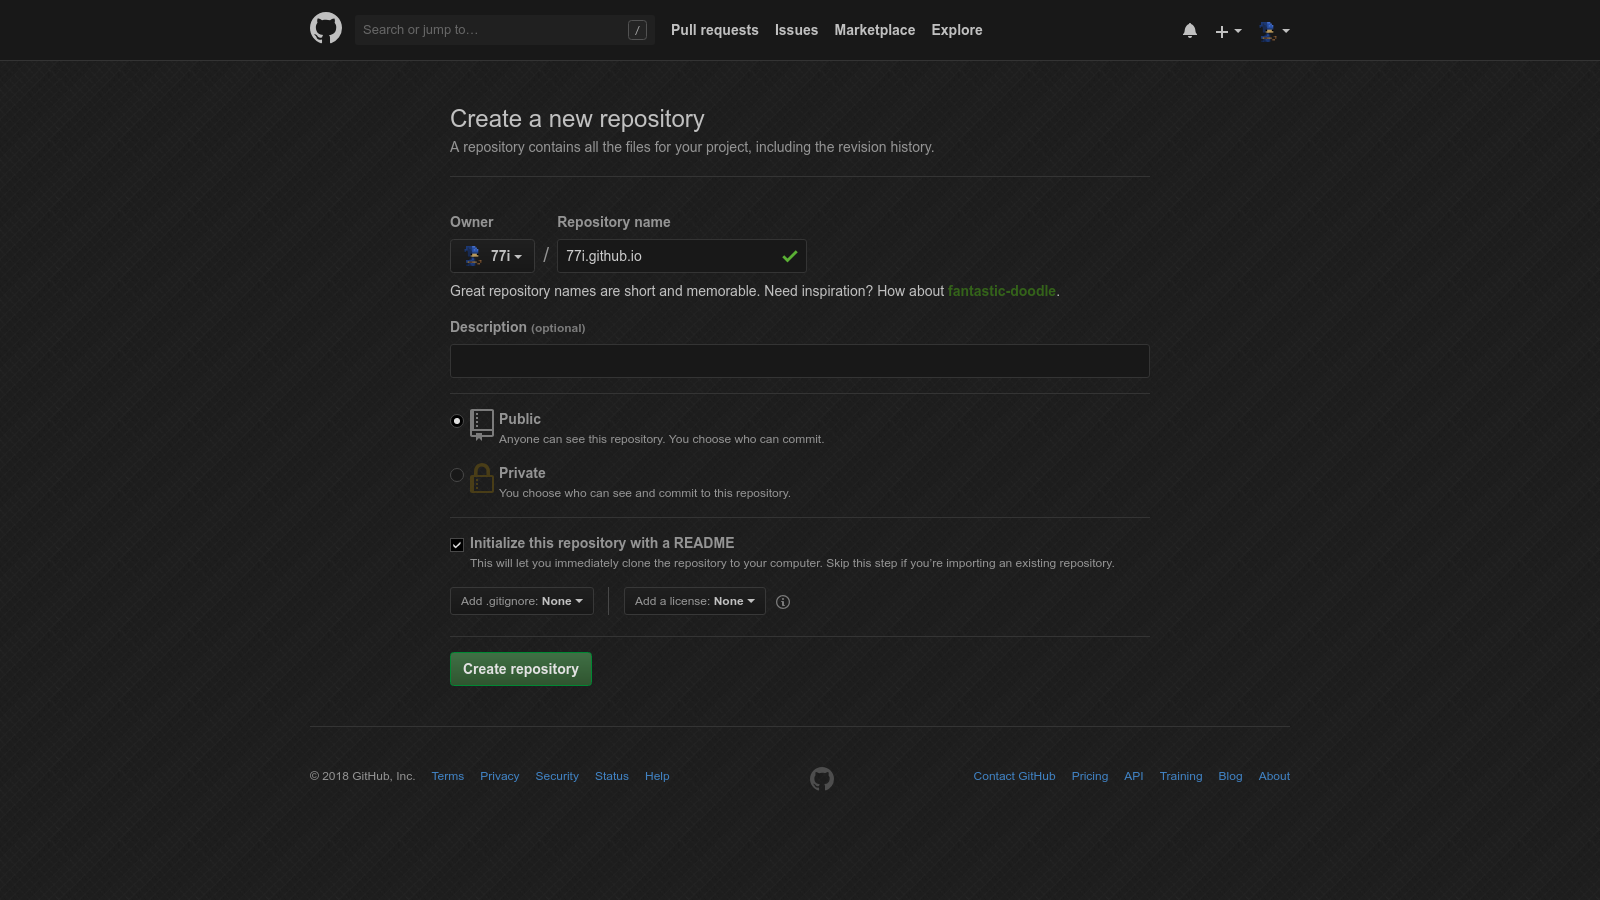 Search or jump to…
/
Pull requests Issues Marketplace Explore
Create a new repository
A repository contains all the files for your project, including the revision history.
Owner Repository name
77i / 77i.github.io
Great repository names are short and memorable. Need inspiration? How about fantastic-doodle.
Description (optional)
Public
Anyone can see this repository. You choose who can commit.
Private
You choose who can see and commit to this repository.
Initialize this repository with a README
This will let you immediately clone the repository to your computer. Skip this step if you're importing an existing repository.
Add .gitignore: None Add a license: None
Create repository
© 2018 GitHub, Inc. Terms Privacy Security Status Help Contact GitHub Pricing API Training Blog About